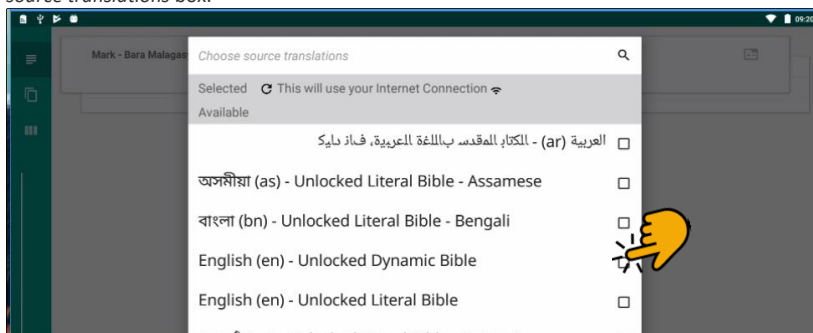 source translations box.
09:20
Mark - Bara Malagas
Choose source translations
Selected This will use your Internet Connection
Available
العربية (ar) - الكتاب المقدس باللغة العربية، فان دايك
অসমীয়া (as) - Unlocked Literal Bible - Assamese
বাংলা (bn) - Unlocked Literal Bible - Bengali
English (en) - Unlocked Dynamic Bible
English (en) - Unlocked Literal Bible